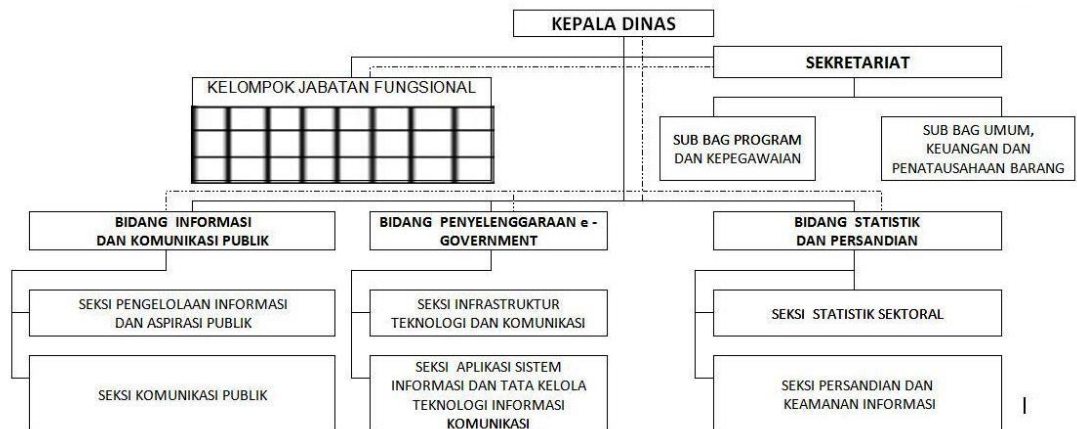 KEPALA DINAS
SEKRETARIAT
KELOMPOK JABATAN FUNGSIONAL
SUB BAG PROGRAM
DAN KEPEGAWAIAN
SUB BAG UMUM,
KEUANGAN DAN
PENATAUSAHAAN BARANG
BIDANG INFORMASI
DAN KOMUNIKASI PUBLIK
BIDANG PENYELENGGARAAN e -
GOVERNMENT
BIDANG STATISTIK
DAN PERSANDIAN
SEKSI PENGELOLAAN INFORMASI
DAN ASPIRASI PUBLIK
SEKSI INFRASTRUKTUR
TEKNOLOGI DAN KOMUNIKASI
SEKSI STATISTIK SEKTORAL
SEKSI KOMUNIKASI PUBLIK
SEKSI APLIKASI SISTEM
INFORMASI DAN TATA KELOLA
TEKNOLOGI INFORMASI
KOMUNIKASI
SEKSI PERSANDIAN DAN
KEAMANAN INFORMASI